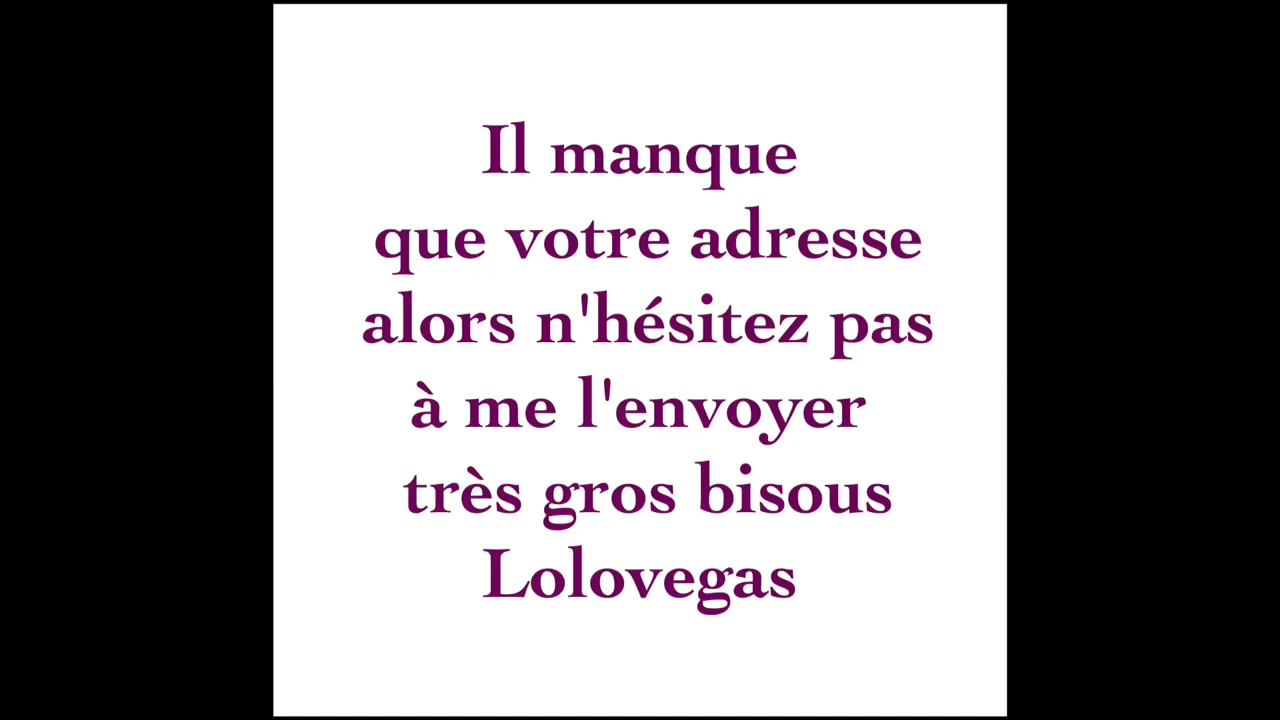 Il manque
que votre adresse
alors n'hésitez pas
à me l'envoyer
très gros bisous
Lolovegas